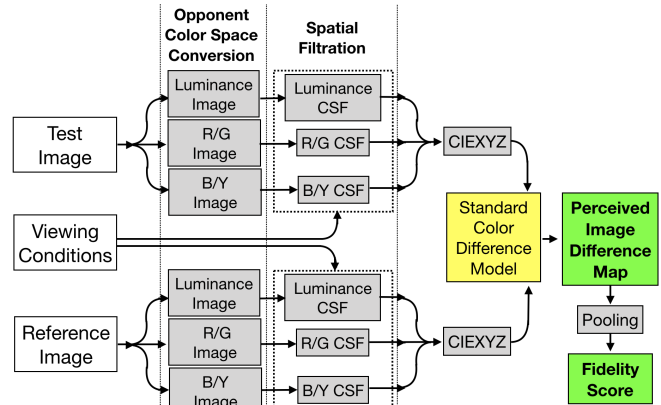 Opponent
Color Space
Conversion
Spatial
Filtration
Test
Image
Luminance
Image
R/G
Image
B/Y
Image
Luminance
CSF
R/G CSF
B/Y CSF
CIEXYZ
Viewing
Conditions
Standard
Color
Difference
Model
Perceived
Image
Difference
Map
Pooling
Fidelity
Score
Reference
Image
Luminance
Image
R/G
Image
B/Y
Image
Luminance
CSF
R/G CSF
B/Y CSF
CIEXYZ